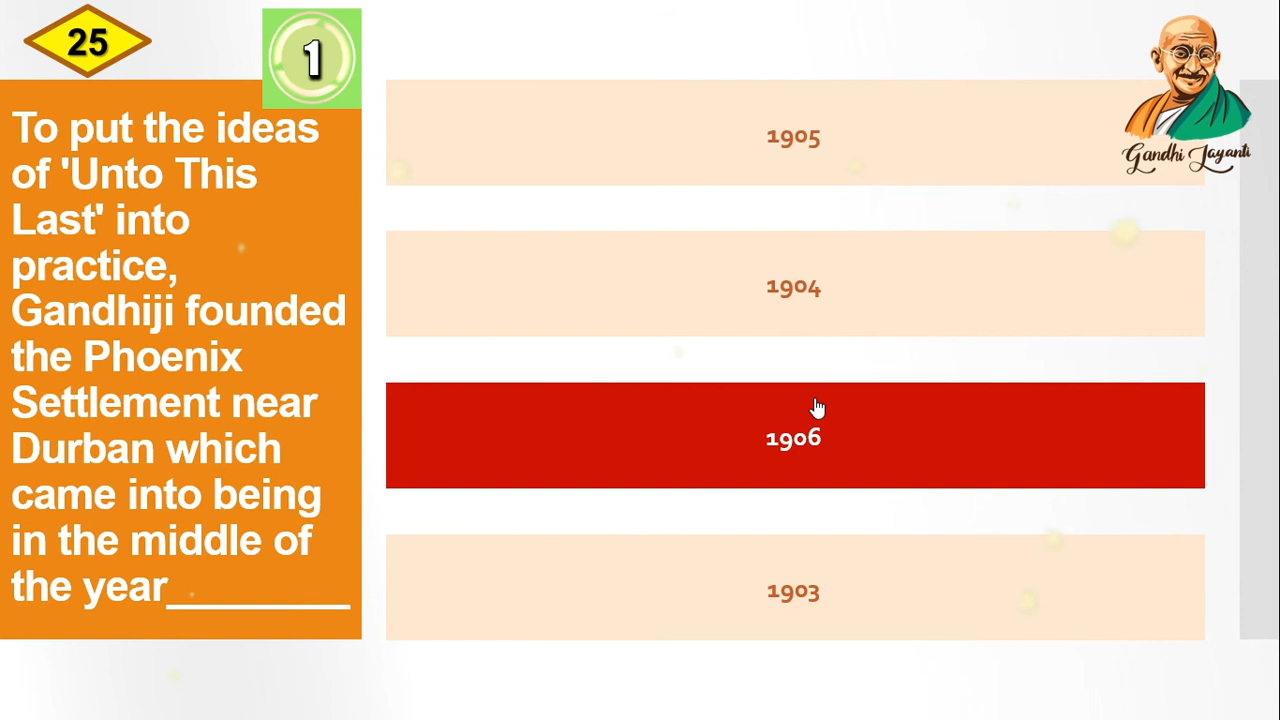 25
1
To put the ideas
of 'Unto This
Last' into
practice,
Gandhiji founded
the Phoenix
Settlement near
Durban which
came into being
in the middle of
the year________
1905
1904
1906
1903
Gandhi Jayanti